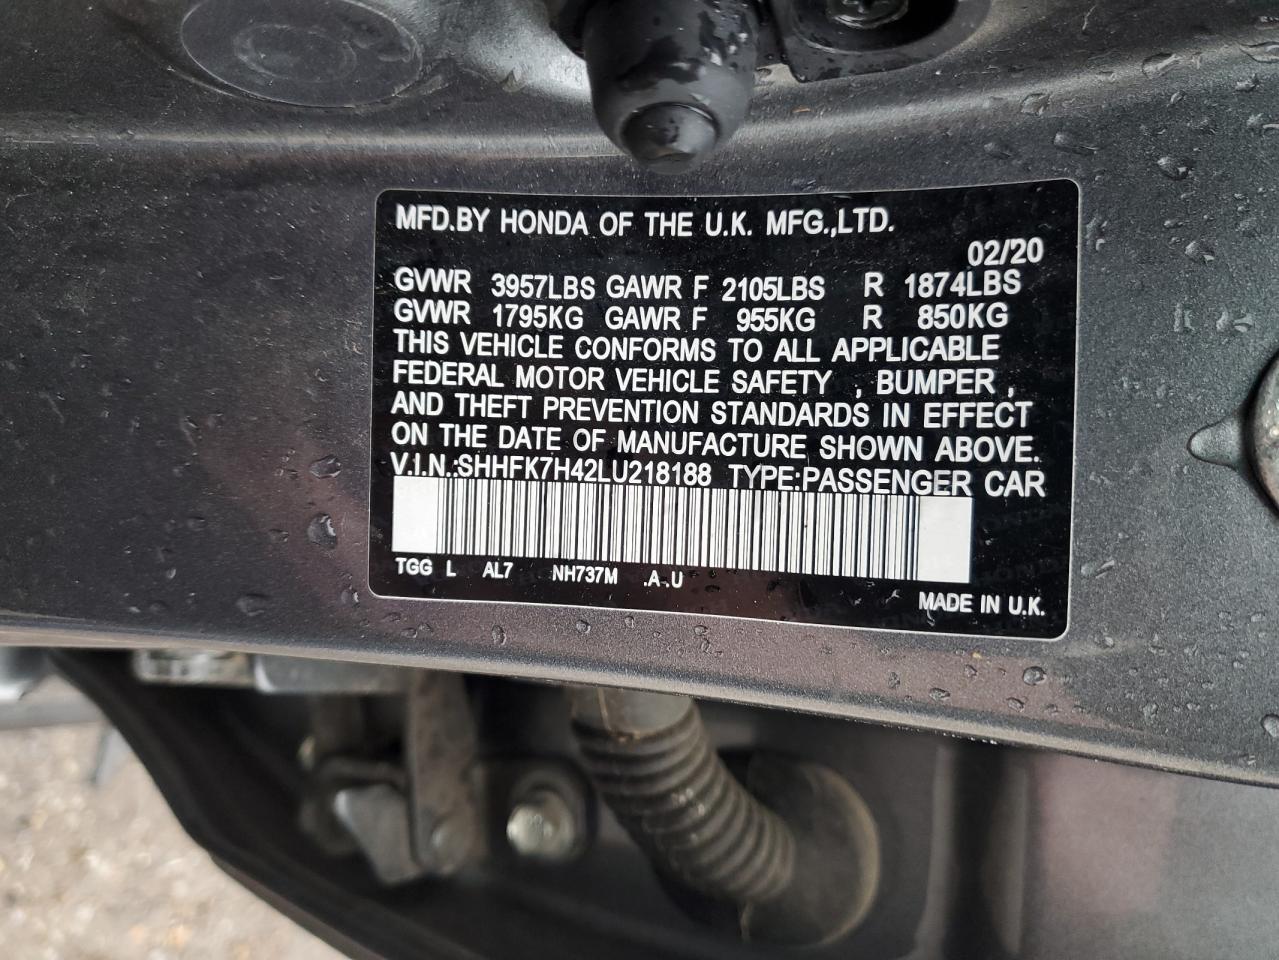 MFD.BY HONDA OF THE U.K. MFG.,LTD.
02/20
GVWR 3957LBS GAWR F 2105LBS R 1874LBS
GVWR 1795KG GAWR F 955KG R 850KG
THIS VEHICLE CONFORMS TO ALL APPLICABLE
FEDERAL MOTOR VEHICLE SAFETY , BUMPER ,
AND THEFT PREVENTION STANDARDS IN EFFECT
ON THE DATE OF MANUFACTURE SHOWN ABOVE.
V.I.N.:SHHFK7H42LU218188 TYPE:PASSENGER CAR
TGG L AL7 NH737M .A-.U
MADE IN U.K.